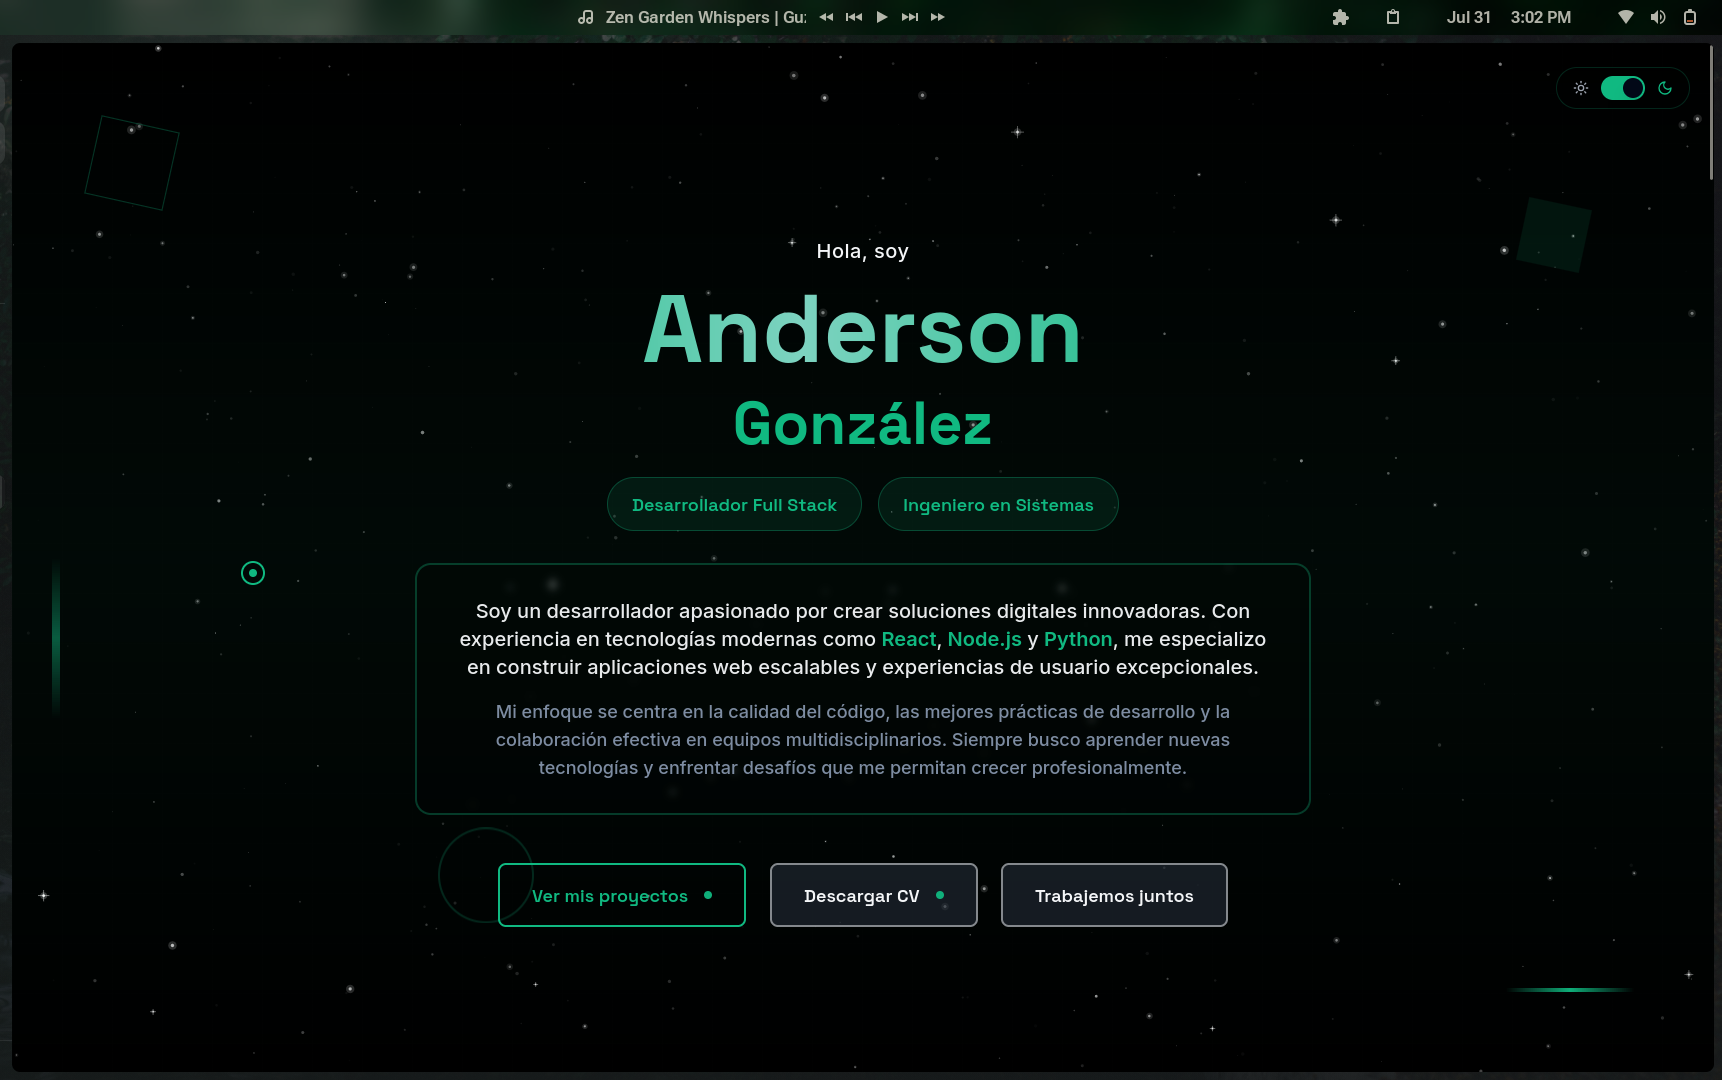 Zen Garden Whispers | Gu:
Jul 31 3:02 PM
Hola, soy
Anderson
González
Desarrollador Full Stack
Ingeniero en Sistemas
Soy un desarrollador apasionado por crear soluciones digitales innovadoras. Con
experiencia en tecnologías modernas como React, Node.js y Python, me especializo
en construir aplicaciones web escalables y experiencias de usuario excepcionales.
Mi enfoque se centra en la calidad del código, las mejores prácticas de desarrollo y la
colaboración efectiva en equipos multidisciplinarios. Siempre busco aprender nuevas
tecnologías y enfrentar desafíos que me permitan crecer profesionalmente.
Ver mis proyectos
Descargar CV
Trabajemos juntos